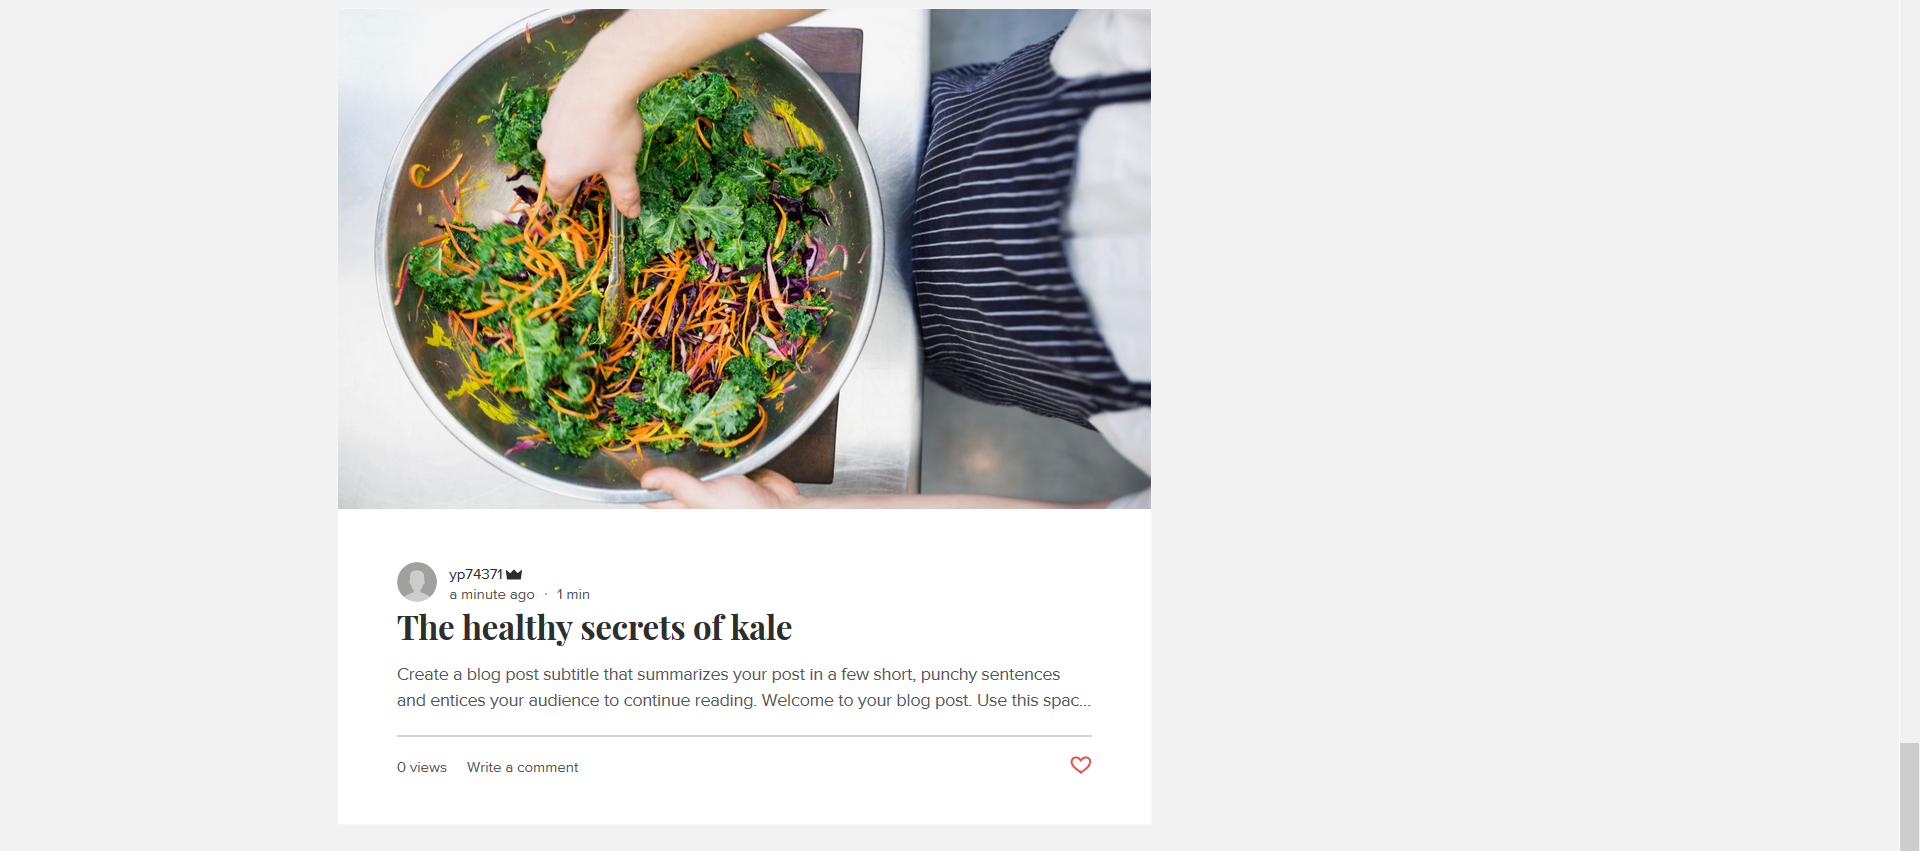 yp74371
a minute ago · 1 min
The healthy secrets of kale
Create a blog post subtitle that summarizes your post in a few short, punchy sentences
and entices your audience to continue reading. Welcome to your blog post. Use this spac...
0 views Write a comment